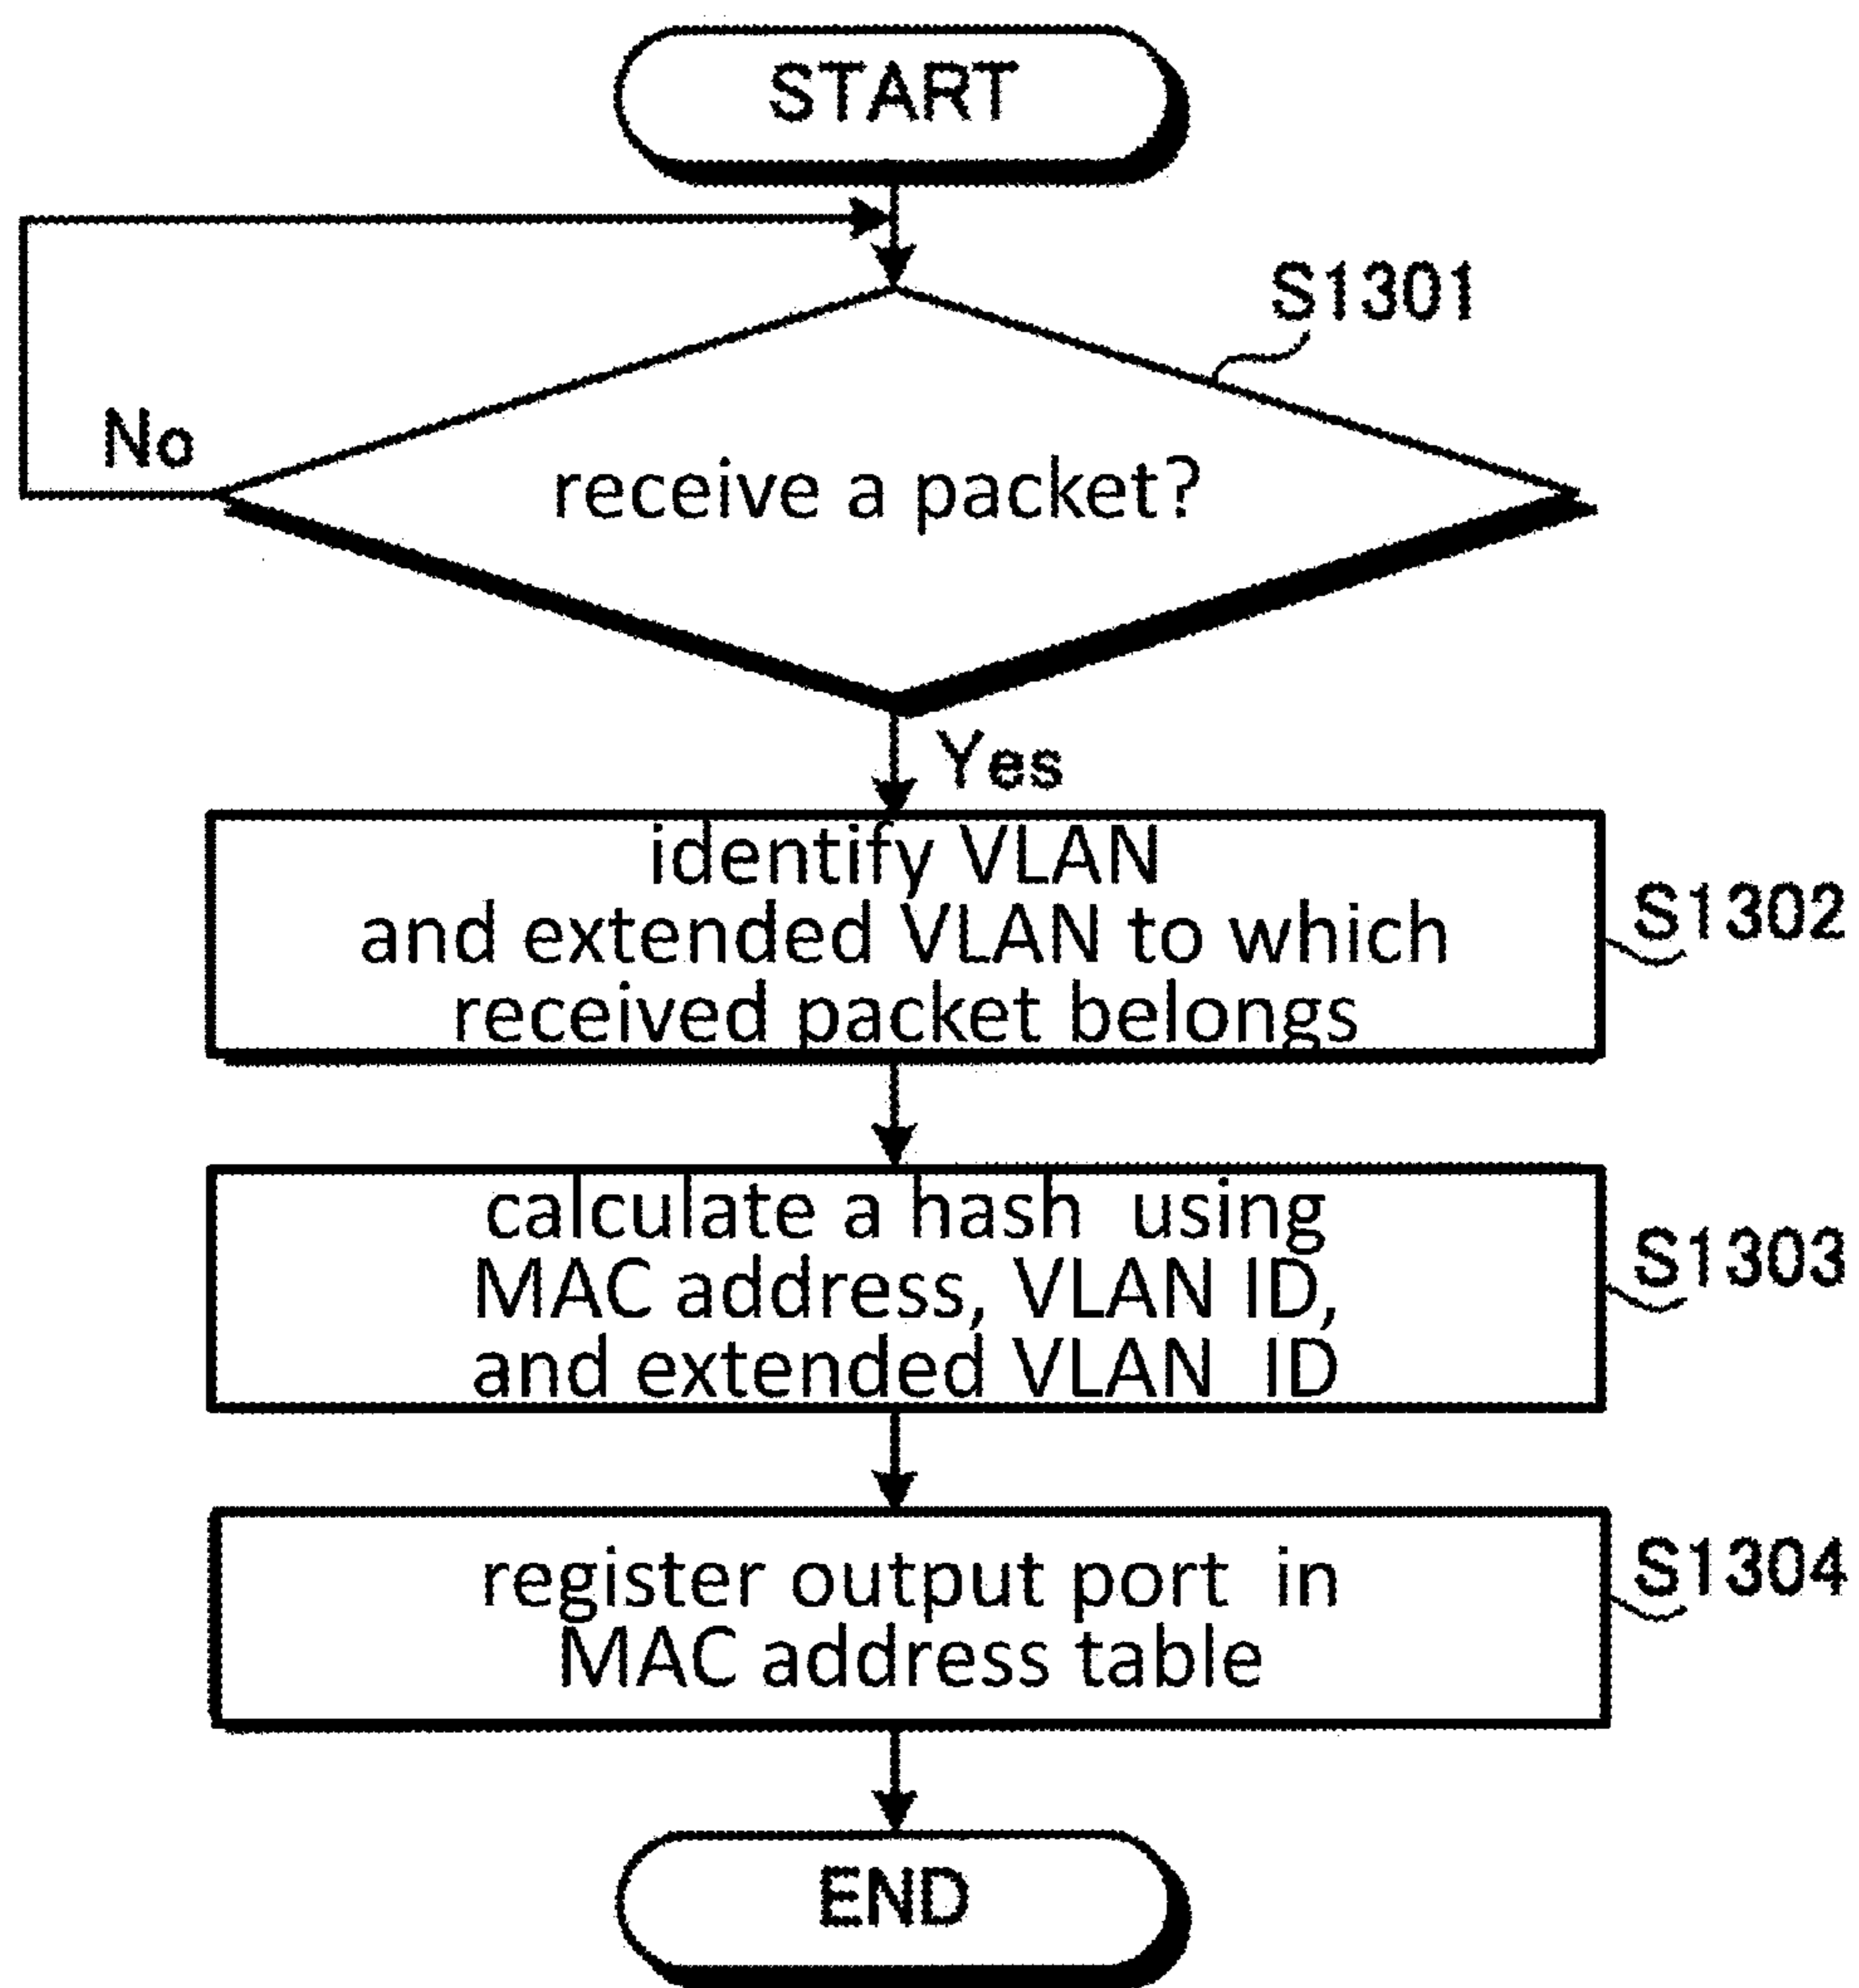 START
S1301
No
receive a packet?
Yes
identify VLAN
and extended VLAN to which
received packet belongs
S1302
calculate a hash using
MAC address, VLAN ID,
and extended VLAN ID
S1303
register output port in
MAC address table
S1304
END